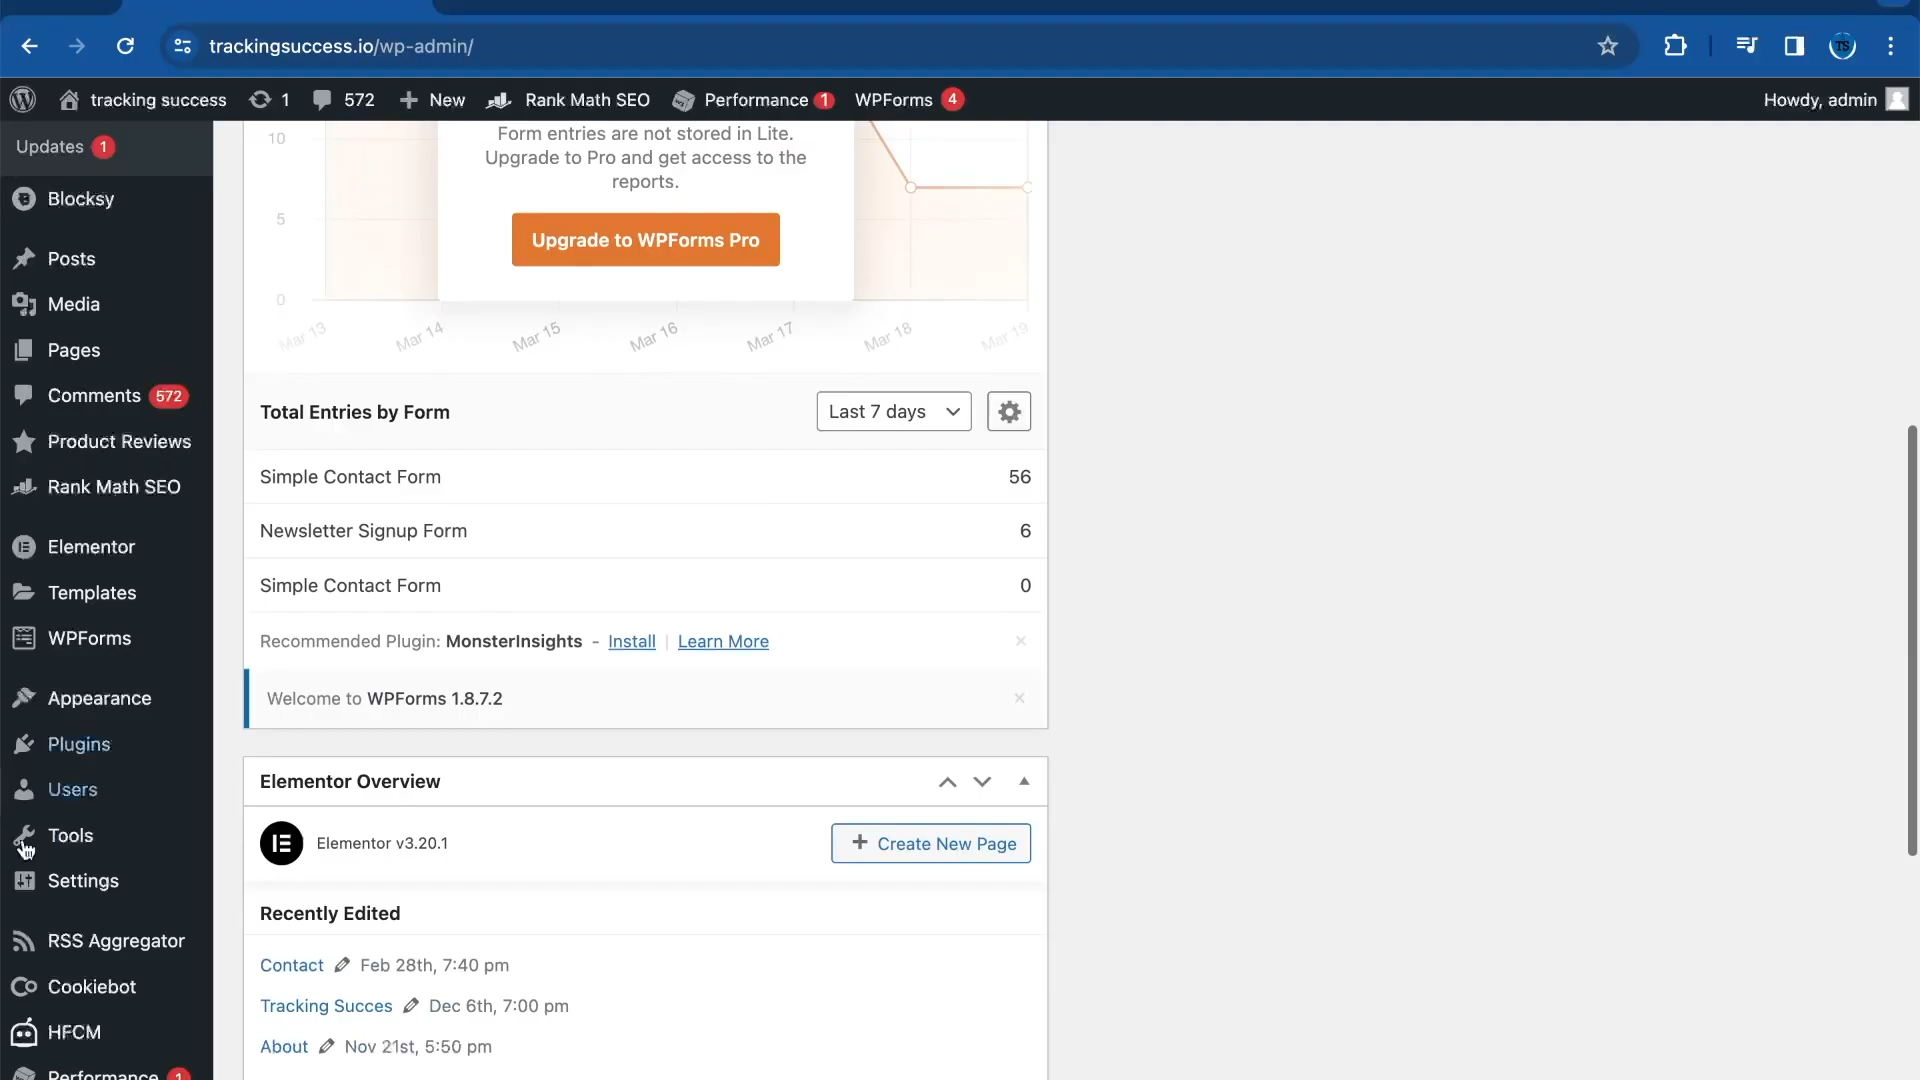 trackingsuccess.io/wp-admin/
TS
tracking success 1 572 New Rank Math SEO Performance 1 WPForms 4 Howdy, admin
Updates 1
Blocksy
Posts
Media
Pages
Comments 572
Product Reviews
Rank Math SEO
Elementor
Templates
WPForms
Appearance
Plugins
Users
Tools
Settings
RSS Aggregator
Cookiebot
HFCM
Performance 1
10
5
0
Form entries are not stored in Lite.
Upgrade to Pro and get access to the
reports.
Upgrade to WPForms Pro
Mar 13 Mar 14 Mar 15 Mar 16 Mar 17 Mar 18 Mar 19
Total Entries by Form Last 7 days
Simple Contact Form 56
Newsletter Signup Form 6
Simple Contact Form 0
Recommended Plugin: MonsterInsights - Install | Learn More
Welcome to WPForms 1.8.7.2
Elementor Overview
Elementor v3.20.1 + Create New Page
Recently Edited
Contact Feb 28th, 7:40 pm
Tracking Succes Dec 6th, 7:00 pm
About Nov 21st, 5:50 pm